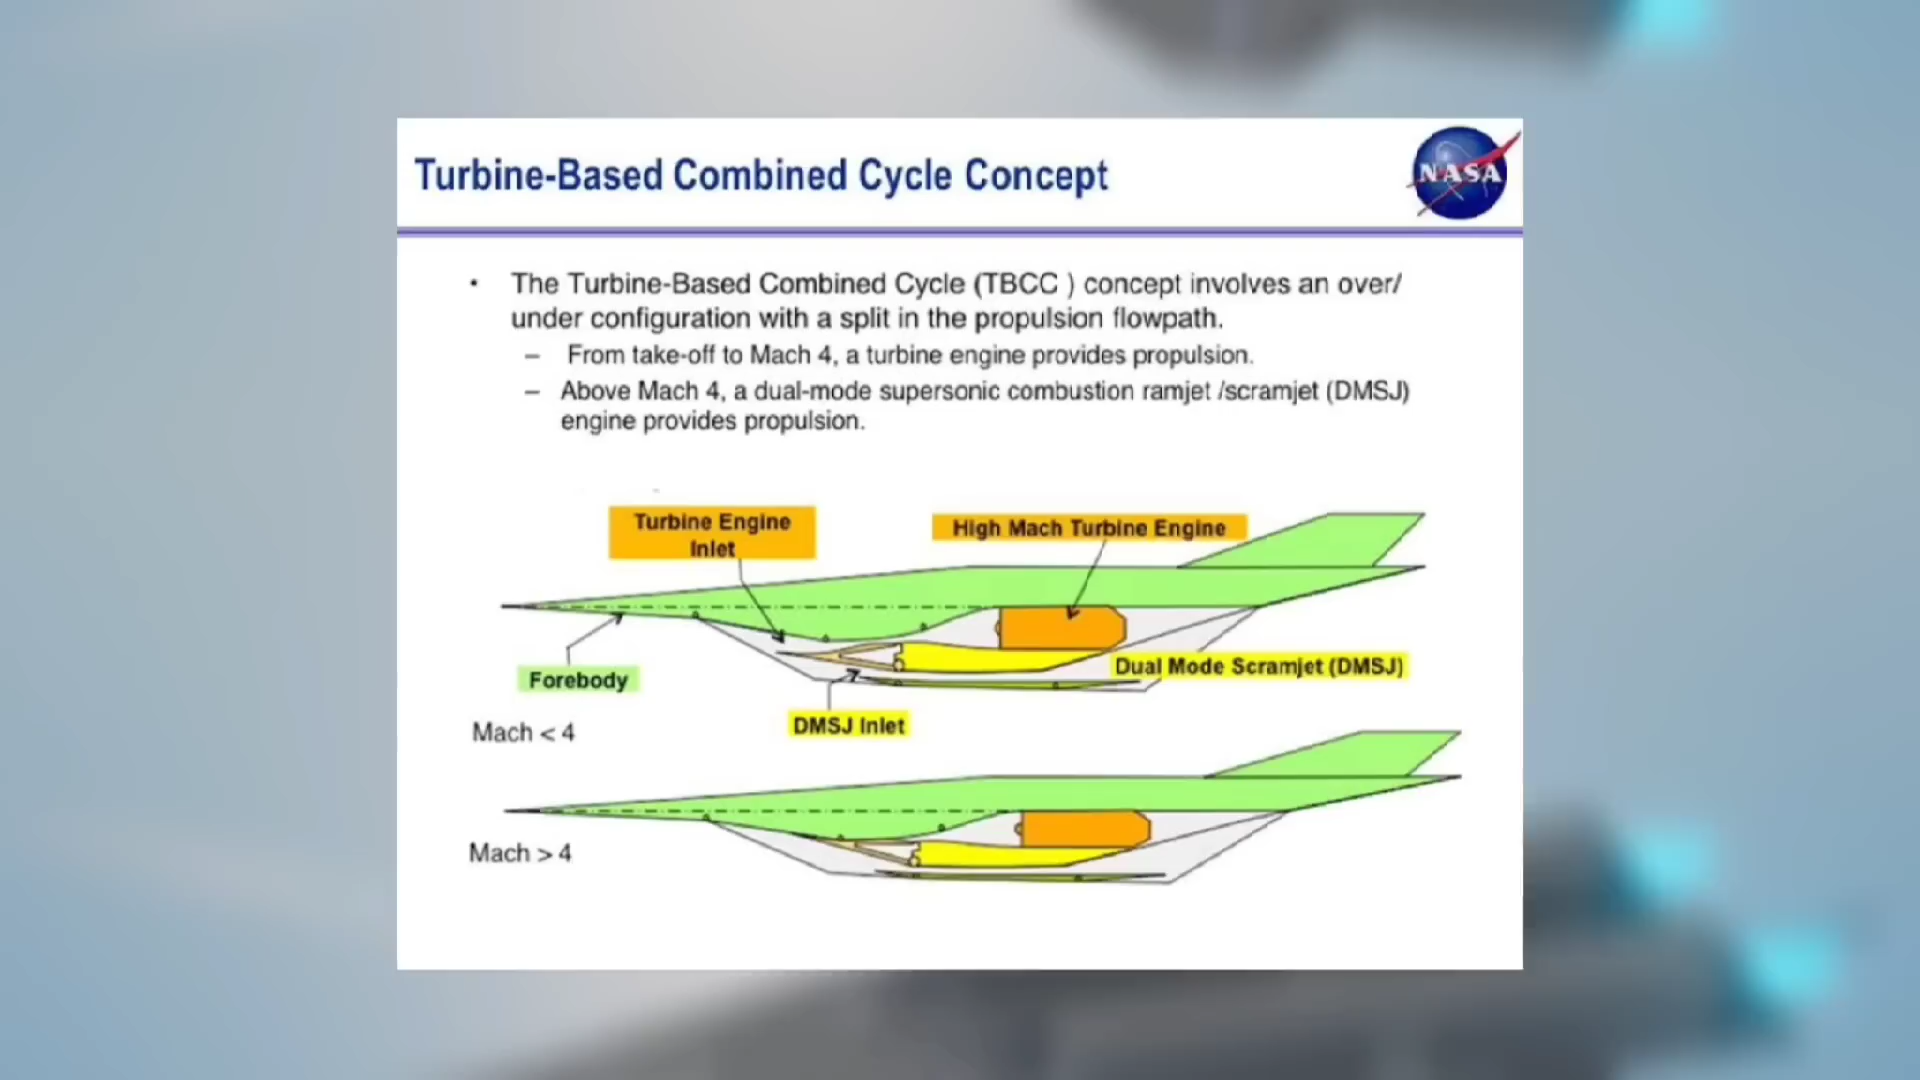 Turbine-Based Combined Cycle Concept
NASA
• The Turbine-Based Combined Cycle (TBCC ) concept involves an over/
under configuration with a split in the propulsion flowpath.
– From take-off to Mach 4, a turbine engine provides propulsion.
– Above Mach 4, a dual-mode supersonic combustion ramjet /scramjet (DMSJ)
engine provides propulsion.
Turbine Engine
Inlet
High Mach Turbine Engine
Forebody
Dual Mode Scramjet (DMSJ)
DMSJ Inlet
Mach < 4
Mach > 4